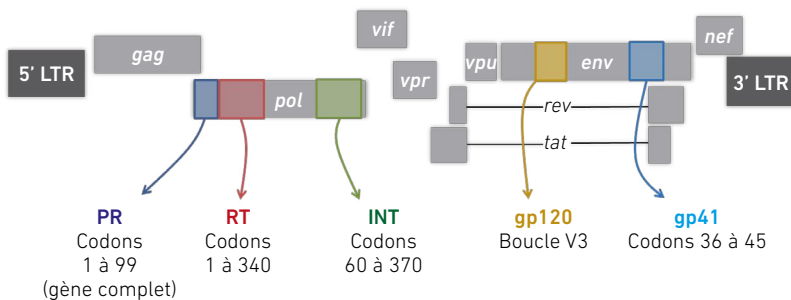 5' LTR
gag
vif
vpr
vpu
env
nef
3' LTR
pol
rev
tat
PR
Codons
1 à 99
(gène complet)
RT
Codons
1 à 340
INT
Codons
60 à 370
gp120
Boucle V3
gp41
Codons 36 à 45